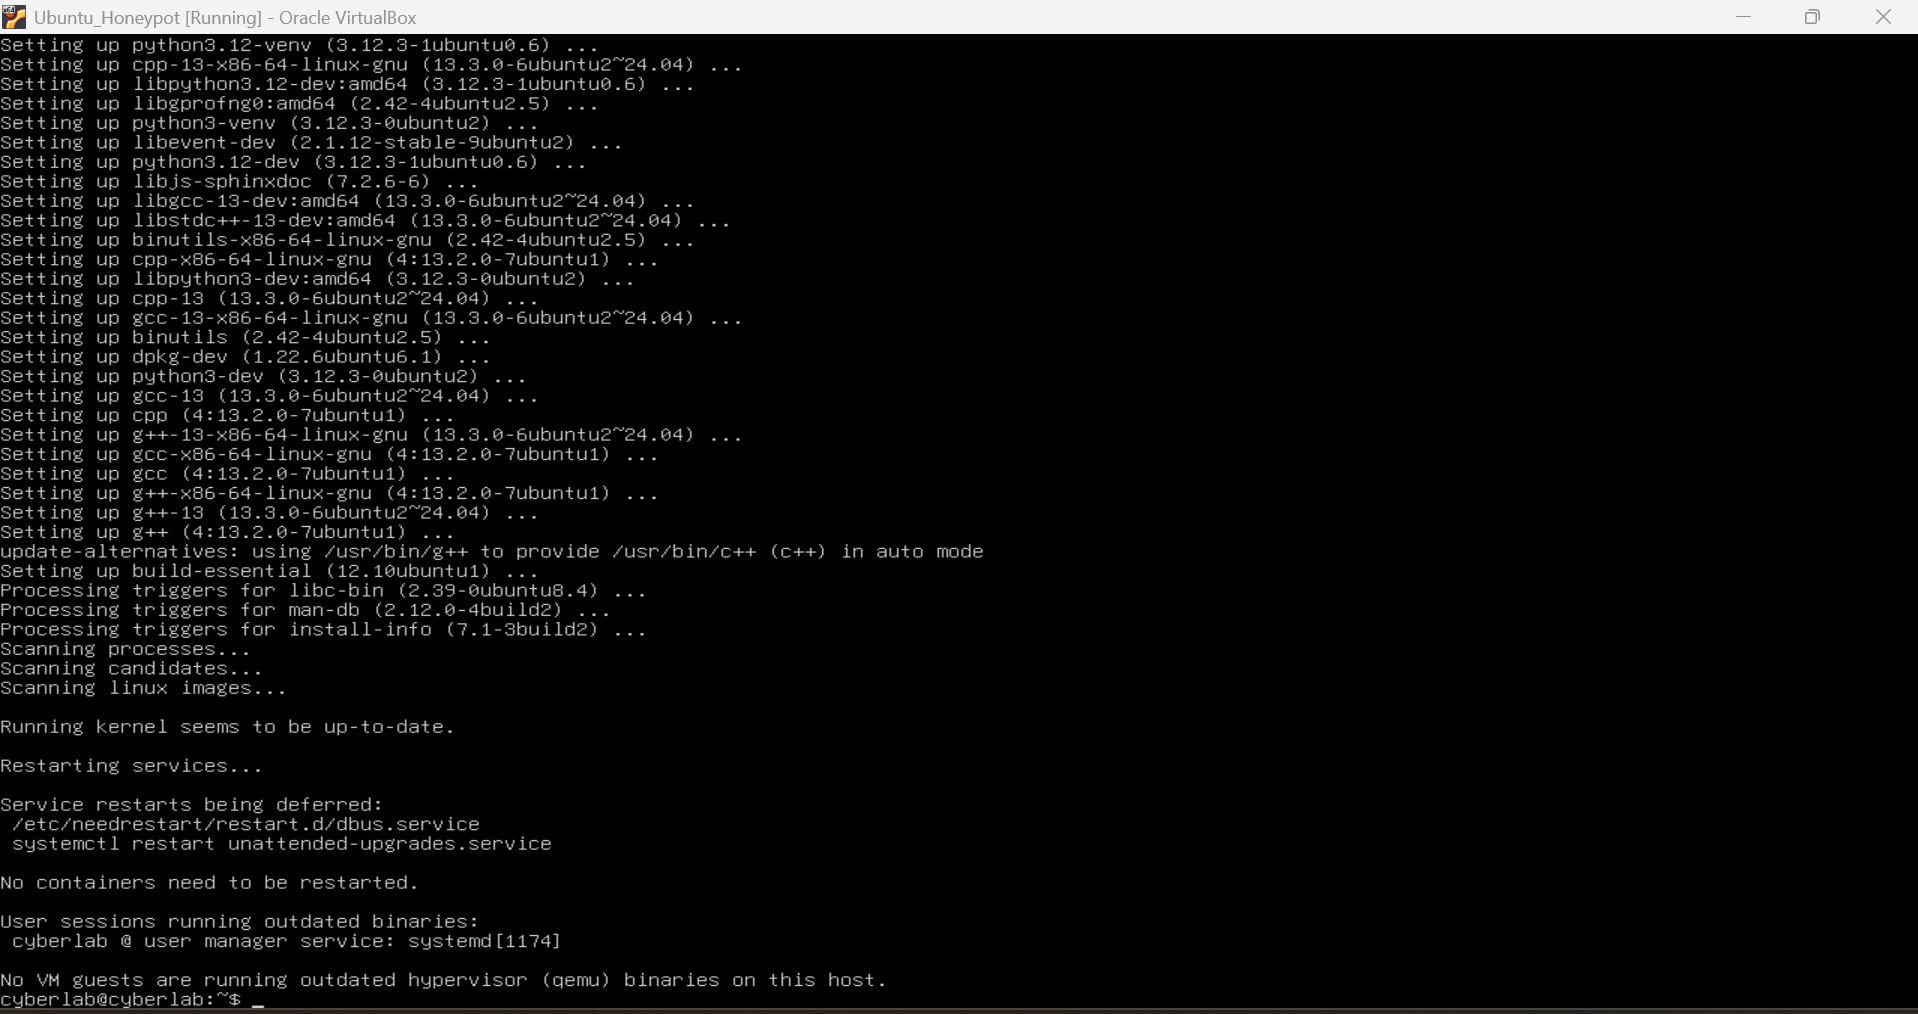 Ubuntu_Honeypot [Running] - Oracle VirtualBox
Setting up python3.12-venv (3.12.3-1ubuntu0.6) ...
Setting up cpp-13-x86-64-linux-gnu (13.3.0-6ubuntu2~24.04) ...
Setting up libpython3.12-dev:amd64 (3.12.3-1ubuntu0.6) ...
Setting up libgprofng0:amd64 (2.42-4ubuntu2.5) ...
Setting up python3-venv (3.12.3-0ubuntu2) ...
Setting up libevent-dev (2.1.12-stable-9ubuntu2) ...
Setting up python3.12-dev (3.12.3-1ubuntu0.6) ...
Setting up libjs-sphinxdoc (7.2.6-6) ...
Setting up libgcc-13-dev:amd64 (13.3.0-6ubuntu2~24.04) ...
Setting up libstdc++-13-dev:amd64 (13.3.0-6ubuntu2~24.04) ...
Setting up binutils-x86-64-linux-gnu (2.42-4ubuntu2.5) ...
Setting up cpp-x86-64-linux-gnu (4:13.2.0-7ubuntu1) ...
Setting up libpython3-dev:amd64 (3.12.3-0ubuntu2) ...
Setting up cpp-13 (13.3.0-6ubuntu2~24.04) ...
Setting up gcc-13-x86-64-linux-gnu (13.3.0-6ubuntu2~24.04) ...
Setting up binutils (2.42-4ubuntu2.5) ...
Setting up dpkg-dev (1.22.6ubuntu6.1) ...
Setting up python3-dev (3.12.3-0ubuntu2) ...
Setting up gcc-13 (13.3.0-6ubuntu2~24.04) ...
Setting up cpp (4:13.2.0-7ubuntu1) ...
Setting up g++-13-x86-64-linux-gnu (13.3.0-6ubuntu2~24.04) ...
Setting up gcc-x86-64-linux-gnu (4:13.2.0-7ubuntu1) ...
Setting up gcc (4:13.2.0-7ubuntu1) ...
Setting up g++-x86-64-linux-gnu (4:13.2.0-7ubuntu1) ...
Setting up g++-13 (13.3.0-6ubuntu2~24.04) ...
Setting up g++ (4:13.2.0-7ubuntu1) ...
update-alternatives: using /usr/bin/g++ to provide /usr/bin/c++ (c++) in auto mode
Setting up build-essential (12.10ubuntu1) ...
Processing triggers for libc-bin (2.39-0ubuntu8.4) ...
Processing triggers for man-db (2.12.0-4build2) ...
Processing triggers for install-info (7.1-3build2) ...
Scanning processes...
Scanning candidates...
Scanning linux images...
Running kernel seems to be up-to-date.
Restarting services...
Service restarts being deferred:
 /etc/needrestart/restart.d/dbus.service
 systemctl restart unattended-upgrades.service
No containers need to be restarted.
User sessions running outdated binaries:
 cyberlab @ user manager service: systemd[1174]
No VM guests are running outdated hypervisor (qemu) binaries on this host.
cyberlab@cyberlab:~$ _